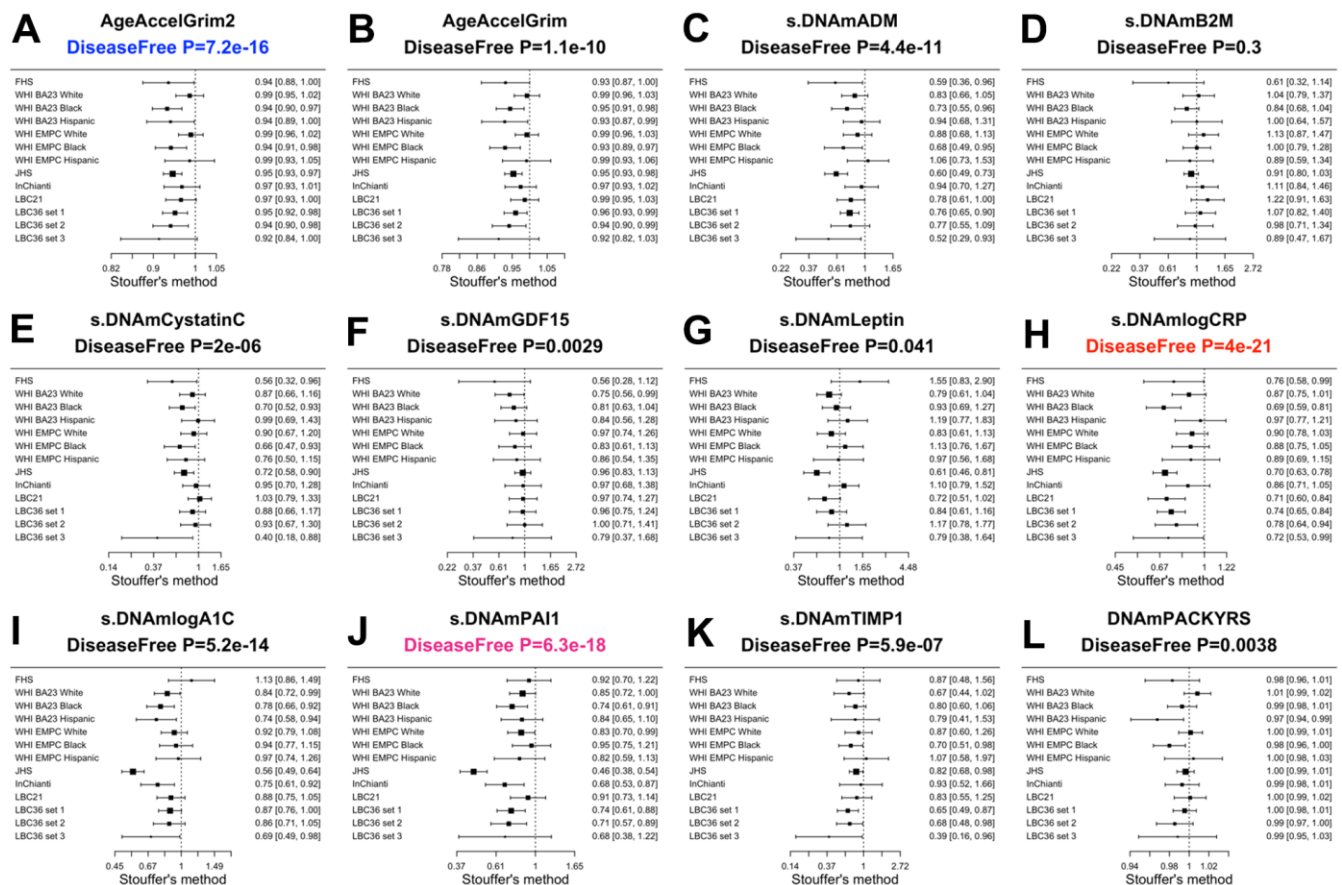 A AgeAccelGrim2
DiseaseFree P=7.2e-16
FHS 0.94 [0.88, 1.00]
WHI BA23 White 0.99 [0.95, 1.02]
WHI BA23 Black 0.94 [0.90, 0.97]
WHI BA23 Hispanic 0.94 [0.89, 1.00]
WHI EMPC White 0.99 [0.96, 1.02]
WHI EMPC Black 0.94 [0.91, 0.98]
WHI EMPC Hispanic 0.99 [0.93, 1.05]
JHS 0.95 [0.93, 0.97]
InChianti 0.97 [0.93, 1.01]
LBC21 0.97 [0.93, 1.00]
LBC36 set 1 0.95 [0.92, 0.98]
LBC36 set 2 0.94 [0.90, 0.98]
LBC36 set 3 0.92 [0.84, 1.00]
0.82 0.9 1 1.05
Stouffer's method
B AgeAccelGrim
DiseaseFree P=1.1e-10
FHS 0.93 [0.87, 1.00]
WHI BA23 White 0.99 [0.96, 1.03]
WHI BA23 Black 0.95 [0.91, 0.98]
WHI BA23 Hispanic 0.93 [0.87, 0.99]
WHI EMPC White 0.99 [0.96, 1.03]
WHI EMPC Black 0.93 [0.89, 0.97]
WHI EMPC Hispanic 0.99 [0.93, 1.06]
JHS 0.95 [0.93, 0.98]
InChianti 0.97 [0.93, 1.02]
LBC21 0.99 [0.95, 1.03]
LBC36 set 1 0.96 [0.93, 0.99]
LBC36 set 2 0.94 [0.90, 0.99]
LBC36 set 3 0.92 [0.82, 1.03]
0.78 0.86 0.95 1.05
Stouffer's method
C s.DNAmADM
DiseaseFree P=4.4e-11
FHS 0.59 [0.36, 0.96]
WHI BA23 White 0.83 [0.66, 1.05]
WHI BA23 Black 0.73 [0.55, 0.96]
WHI BA23 Hispanic 0.94 [0.68, 1.31]
WHI EMPC White 0.88 [0.68, 1.13]
WHI EMPC Black 0.68 [0.49, 0.95]
WHI EMPC Hispanic 1.06 [0.73, 1.53]
JHS 0.60 [0.49, 0.73]
InChianti 0.94 [0.70, 1.27]
LBC21 0.78 [0.61, 1.00]
LBC36 set 1 0.76 [0.65, 0.90]
LBC36 set 2 0.77 [0.55, 1.09]
LBC36 set 3 0.52 [0.29, 0.93]
0.22 0.37 0.61 1 1.65
Stouffer's method
D s.DNAmB2M
DiseaseFree P=0.3
FHS 0.61 [0.32, 1.14]
WHI BA23 White 1.04 [0.79, 1.37]
WHI BA23 Black 0.84 [0.68, 1.04]
WHI BA23 Hispanic 1.00 [0.64, 1.57]
WHI EMPC White 1.13 [0.87, 1.47]
WHI EMPC Black 1.00 [0.79, 1.28]
WHI EMPC Hispanic 0.89 [0.59, 1.34]
JHS 0.91 [0.80, 1.03]
InChianti 1.11 [0.84, 1.46]
LBC21 1.22 [0.91, 1.63]
LBC36 set 1 1.07 [0.82, 1.40]
LBC36 set 2 0.98 [0.71, 1.34]
LBC36 set 3 0.89 [0.47, 1.67]
0.22 0.37 0.61 1 1.65 2.72
Stouffer's method
E s.DNAmCystatinC
DiseaseFree P=2e-06
FHS 0.56 [0.32, 0.96]
WHI BA23 White 0.87 [0.66, 1.16]
WHI BA23 Black 0.70 [0.52, 0.93]
WHI BA23 Hispanic 0.99 [0.69, 1.43]
WHI EMPC White 0.90 [0.67, 1.20]
WHI EMPC Black 0.66 [0.47, 0.93]
WHI EMPC Hispanic 0.76 [0.50, 1.15]
JHS 0.72 [0.58, 0.90]
InChianti 0.95 [0.70, 1.28]
LBC21 1.03 [0.79, 1.33]
LBC36 set 1 0.88 [0.66, 1.17]
LBC36 set 2 0.93 [0.67, 1.30]
LBC36 set 3 0.40 [0.18, 0.88]
0.14 0.37 1 1.65
Stouffer's method
F s.DNAmGDF15
DiseaseFree P=0.0029
FHS 0.56 [0.28, 1.12]
WHI BA23 White 0.75 [0.56, 0.99]
WHI BA23 Black 0.81 [0.63, 1.04]
WHI BA23 Hispanic 0.84 [0.56, 1.28]
WHI EMPC White 0.97 [0.74, 1.26]
WHI EMPC Black 0.83 [0.61, 1.13]
WHI EMPC Hispanic 0.86 [0.54, 1.35]
JHS 0.96 [0.83, 1.13]
InChianti 0.97 [0.68, 1.38]
LBC21 0.97 [0.74, 1.27]
LBC36 set 1 0.96 [0.75, 1.24]
LBC36 set 2 1.00 [0.71, 1.41]
LBC36 set 3 0.79 [0.37, 1.68]
0.22 0.37 0.61 1 1.65 2.72
Stouffer's method
G s.DNAmLeptin
DiseaseFree P=0.041
FHS 1.55 [0.83, 2.90]
WHI BA23 White 0.79 [0.61, 1.04]
WHI BA23 Black 0.93 [0.69, 1.27]
WHI BA23 Hispanic 1.19 [0.77, 1.83]
WHI EMPC White 0.83 [0.61, 1.13]
WHI EMPC Black 1.13 [0.76, 1.67]
WHI EMPC Hispanic 0.97 [0.56, 1.68]
JHS 0.61 [0.46, 0.81]
InChianti 1.10 [0.79, 1.52]
LBC21 0.72 [0.51, 1.02]
LBC36 set 1 0.84 [0.61, 1.16]
LBC36 set 2 1.17 [0.78, 1.77]
LBC36 set 3 0.79 [0.38, 1.64]
0.37 1 1.65 4.48
Stouffer's method
H s.DNAmlogCRP
DiseaseFree P=4e-21
FHS 0.76 [0.58, 0.99]
WHI BA23 White 0.87 [0.75, 1.01]
WHI BA23 Black 0.69 [0.59, 0.81]
WHI BA23 Hispanic 0.97 [0.77, 1.21]
WHI EMPC White 0.90 [0.78, 1.03]
WHI EMPC Black 0.88 [0.75, 1.05]
WHI EMPC Hispanic 0.89 [0.69, 1.15]
JHS 0.70 [0.63, 0.78]
InChianti 0.86 [0.71, 1.05]
LBC21 0.71 [0.60, 0.84]
LBC36 set 1 0.74 [0.65, 0.84]
LBC36 set 2 0.78 [0.64, 0.94]
LBC36 set 3 0.72 [0.53, 0.99]
0.45 0.67 1 1.22
Stouffer's method
I s.DNAmlogA1C
DiseaseFree P=5.2e-14
FHS 1.13 [0.86, 1.49]
WHI BA23 White 0.84 [0.72, 0.99]
WHI BA23 Black 0.78 [0.66, 0.92]
WHI BA23 Hispanic 0.74 [0.58, 0.94]
WHI EMPC White 0.92 [0.79, 1.08]
WHI EMPC Black 0.94 [0.77, 1.15]
WHI EMPC Hispanic 0.97 [0.74, 1.26]
JHS 0.56 [0.49, 0.64]
InChianti 0.75 [0.61, 0.92]
LBC21 0.88 [0.75, 1.05]
LBC36 set 1 0.87 [0.76, 1.00]
LBC36 set 2 0.86 [0.71, 1.05]
LBC36 set 3 0.69 [0.49, 0.98]
0.45 0.67 1 1.49
Stouffer's method
J s.DNAmPAI1
DiseaseFree P=6.3e-18
FHS 0.92 [0.70, 1.22]
WHI BA23 White 0.85 [0.72, 1.00]
WHI BA23 Black 0.74 [0.61, 0.91]
WHI BA23 Hispanic 0.84 [0.65, 1.10]
WHI EMPC White 0.83 [0.70, 0.99]
WHI EMPC Black 0.95 [0.75, 1.21]
WHI EMPC Hispanic 0.82 [0.59, 1.13]
JHS 0.46 [0.38, 0.54]
InChianti 0.68 [0.53, 0.87]
LBC21 0.91 [0.73, 1.14]
LBC36 set 1 0.74 [0.61, 0.88]
LBC36 set 2 0.71 [0.57, 0.89]
LBC36 set 3 0.68 [0.38, 1.22]
0.37 0.61 1 1.65
Stouffer's method
K s.DNAmTIMP1
DiseaseFree P=5.9e-07
FHS 0.87 [0.48, 1.56]
WHI BA23 White 0.67 [0.44, 1.02]
WHI BA23 Black 0.80 [0.60, 1.06]
WHI BA23 Hispanic 0.79 [0.41, 1.53]
WHI EMPC White 0.87 [0.60, 1.26]
WHI EMPC Black 0.70 [0.51, 0.98]
WHI EMPC Hispanic 1.07 [0.58, 1.97]
JHS 0.82 [0.68, 0.98]
InChianti 0.93 [0.52, 1.66]
LBC21 0.83 [0.55, 1.25]
LBC36 set 1 0.65 [0.49, 0.87]
LBC36 set 2 0.68 [0.48, 0.98]
LBC36 set 3 0.39 [0.16, 0.96]
0.14 0.37 1 2.72
Stouffer's method
L DNAmPACKYRS
DiseaseFree P=0.0038
FHS 0.98 [0.96, 1.01]
WHI BA23 White 1.01 [0.99, 1.02]
WHI BA23 Black 0.99 [0.98, 1.01]
WHI BA23 Hispanic 0.97 [0.94, 0.99]
WHI EMPC White 1.00 [0.99, 1.01]
WHI EMPC Black 0.98 [0.96, 1.00]
WHI EMPC Hispanic 1.00 [0.98, 1.03]
JHS 1.00 [0.99, 1.01]
InChianti 0.99 [0.98, 1.01]
LBC21 1.00 [0.99, 1.02]
LBC36 set 1 1.00 [0.98, 1.01]
LBC36 set 2 0.99 [0.97, 1.00]
LBC36 set 3 0.99 [0.95, 1.03]
0.94 0.98 1 1.02
Stouffer's method